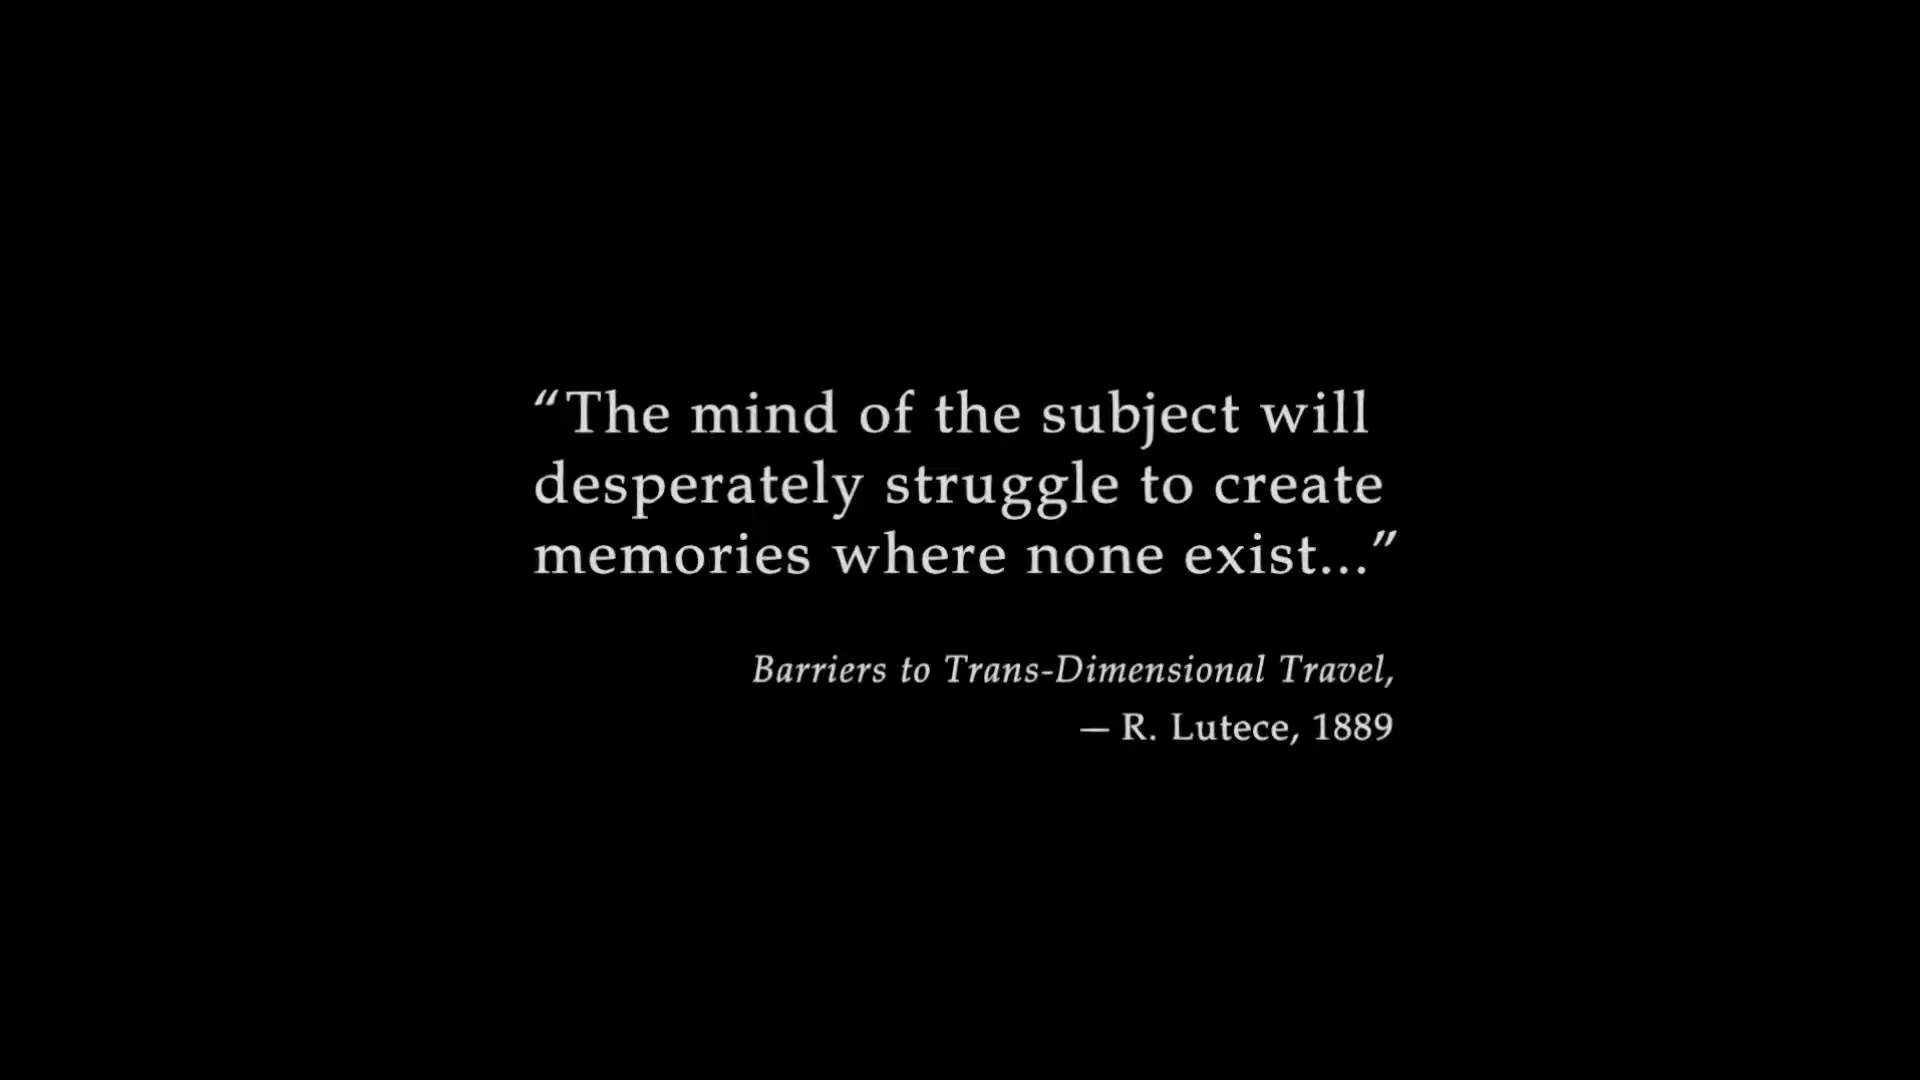 “The mind of the subject will
desperately struggle to create
memories where none exist...”
Barriers to Trans-Dimensional Travel,
— R. Lutece, 1889